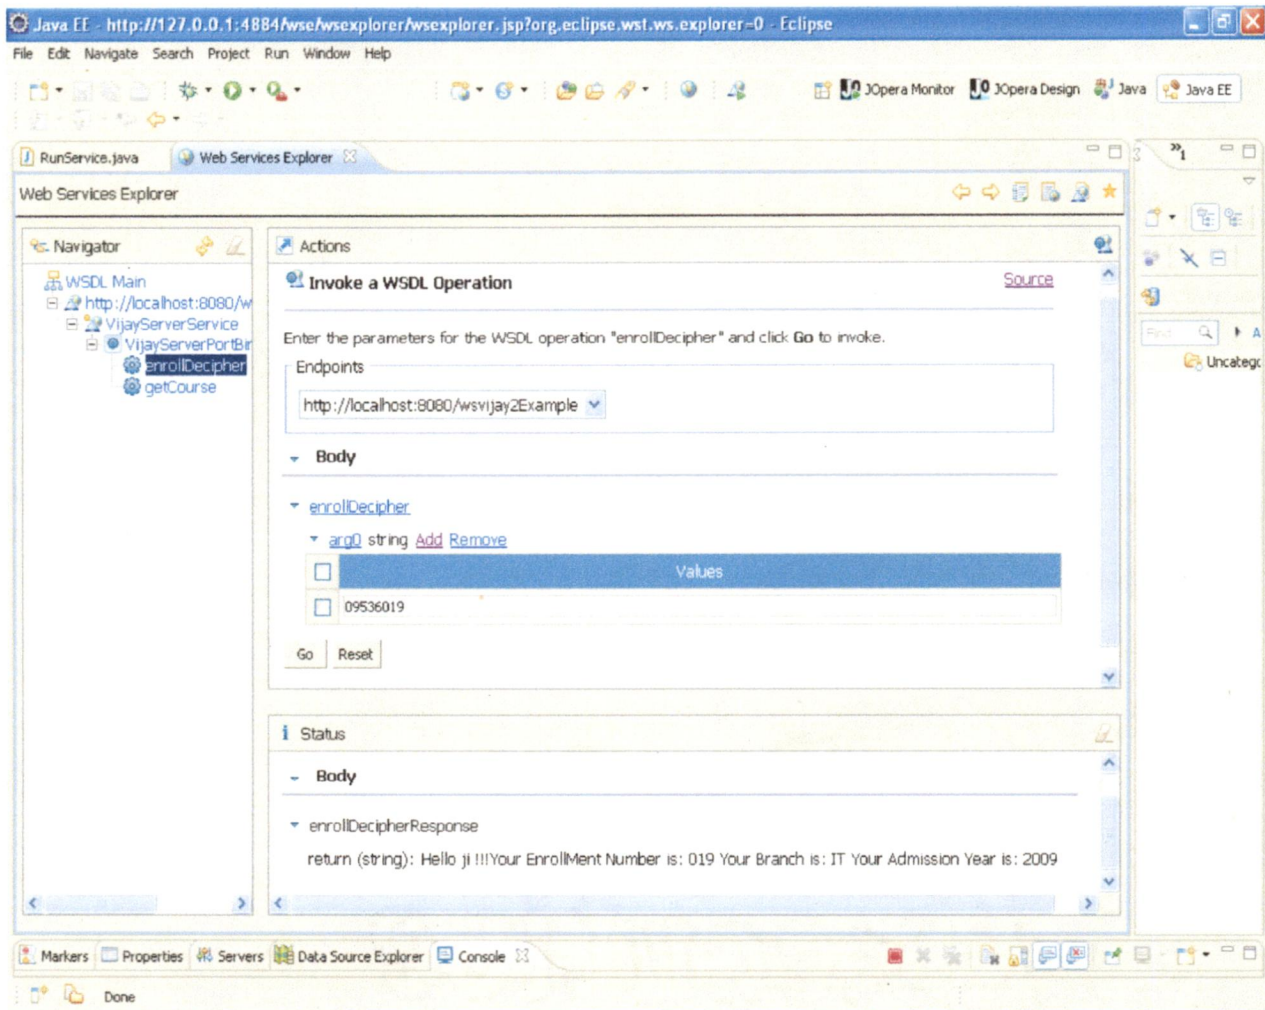 Java EE - http://127.0.0.1:4884/wse/wsexplorer/wsexplorer.jsp?org.eclipse.wst.ws.explorer=0 - Eclipse
File Edit Navigate Search Project Run Window Help
JOpera Monitor JOpera Design Java Java EE
RunService.java Web Services Explorer
Web Services Explorer
Navigator
WSDL Main
http://localhost:8080/w
VijayServerService
VijayServerPortBir
enrollDecipher
getCourse
Actions
Invoke a WSDL Operation Source
Enter the parameters for the WSDL operation "enrollDecipher" and click Go to invoke.
Endpoints
http://localhost:8080/wsvijay2Example
Body
enrollDecipher
arg0 string Add Remove
Values
09536019
Go Reset
Status
Body
enrollDecipherResponse
return (string): Hello ji !!!Your EnrollMent Number is: 019 Your Branch is: IT Your Admission Year is: 2009
»1
Find A
Uncatego
Markers Properties Servers Data Source Explorer Console
Done